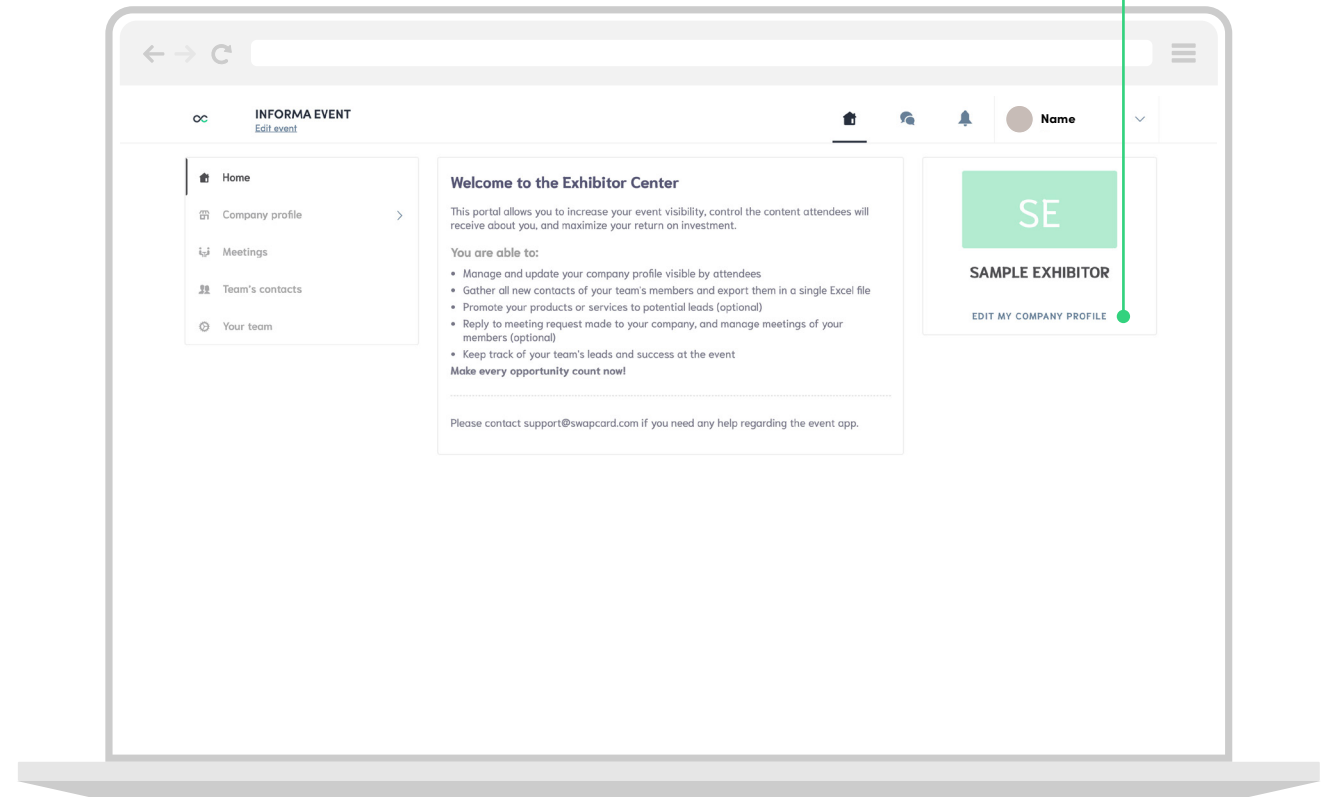 INFORMA EVENT
Edit event
Name
Home
Company profile
Meetings
Team's contacts
Your team
Welcome to the Exhibitor Center
This portal allows you to increase your event visibility, control the content attendees will
receive about you, and maximize your return on investment.
You are able to:
• Manage and update your company profile visible by attendees
• Gather all new contacts of your team's members and export them in a single Excel file
• Promote your products or services to potential leads (optional)
• Reply to meeting request made to your company, and manage meetings of your
members (optional)
• Keep track of your team's leads and success at the event
Make every opportunity count now!
Please contact support@swapcard.com if you need any help regarding the event app.
SE
SAMPLE EXHIBITOR
EDIT MY COMPANY PROFILE